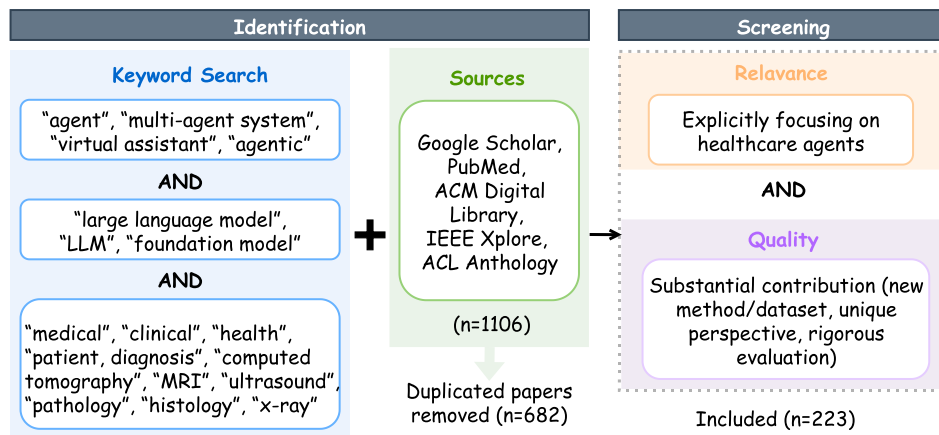 Identification
Keyword Search
“agent”, “multi-agent system”,
“virtual assistant”, “agentic”
AND
“large language model”,
“LLM”, “foundation model”
AND
“medical”, “clinical”, “health”,
“patient, diagnosis”, “computed
tomography”, “MRI”, “ultrasound”,
“pathology”, “histology”, “x-ray”
+
Sources
Google Scholar,
PubMed,
ACM Digital
Library,
IEEE Xplore,
ACL Anthology
(n=1106)
Duplicated papers
removed (n=682)
Screening
Relavance
Explicitly focusing on
healthcare agents
AND
Quality
Substantial contribution (new
method/dataset, unique
perspective, rigorous
evaluation)
Included (n=223)